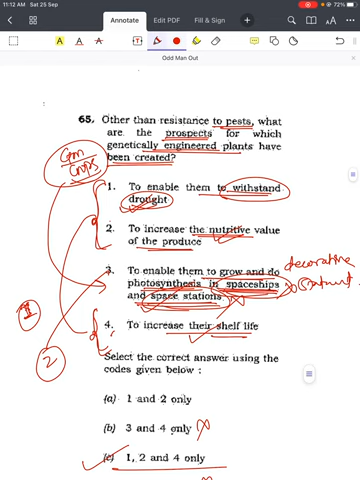 11:12 AM Sat 25 Sep
72%
Annotate Edit PDF Fill & Sign
Odd Man Out
65. Other than resistance to pests, what
are the prospects for which
genetically engineered plants have
been created?
Gm
Crops
1. To enable them to withstand
drought
2. To increase the nutritive value
of the produce
3. To enable them to grow and do
photosynthesis in spaceships
and space stations
decorative
Statement.
4. To increase their shelf life
1
2
Select the correct answer using the
codes given below :
(a) 1 and 2 only
(b) 3 and 4 only
(c) 1, 2 and 4 only